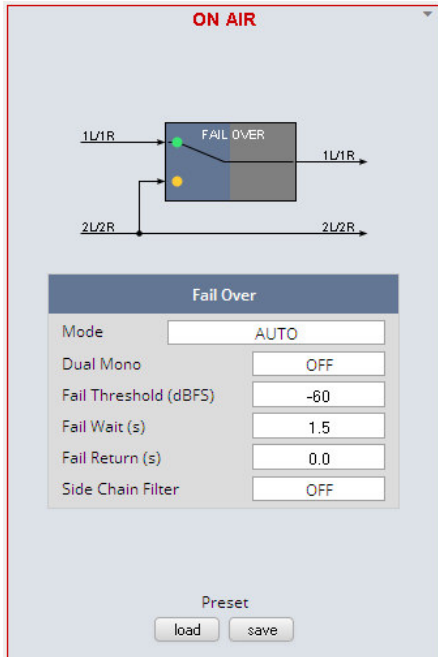 ON AIR
FAIL OVER
1L/1R
1L/1R
2L/2R
2L/2R
Fail Over
Mode AUTO
Dual Mono OFF
Fail Threshold (dBFS) -60
Fail Wait (s) 1.5
Fail Return (s) 0.0
Side Chain Filter OFF
Preset
load save